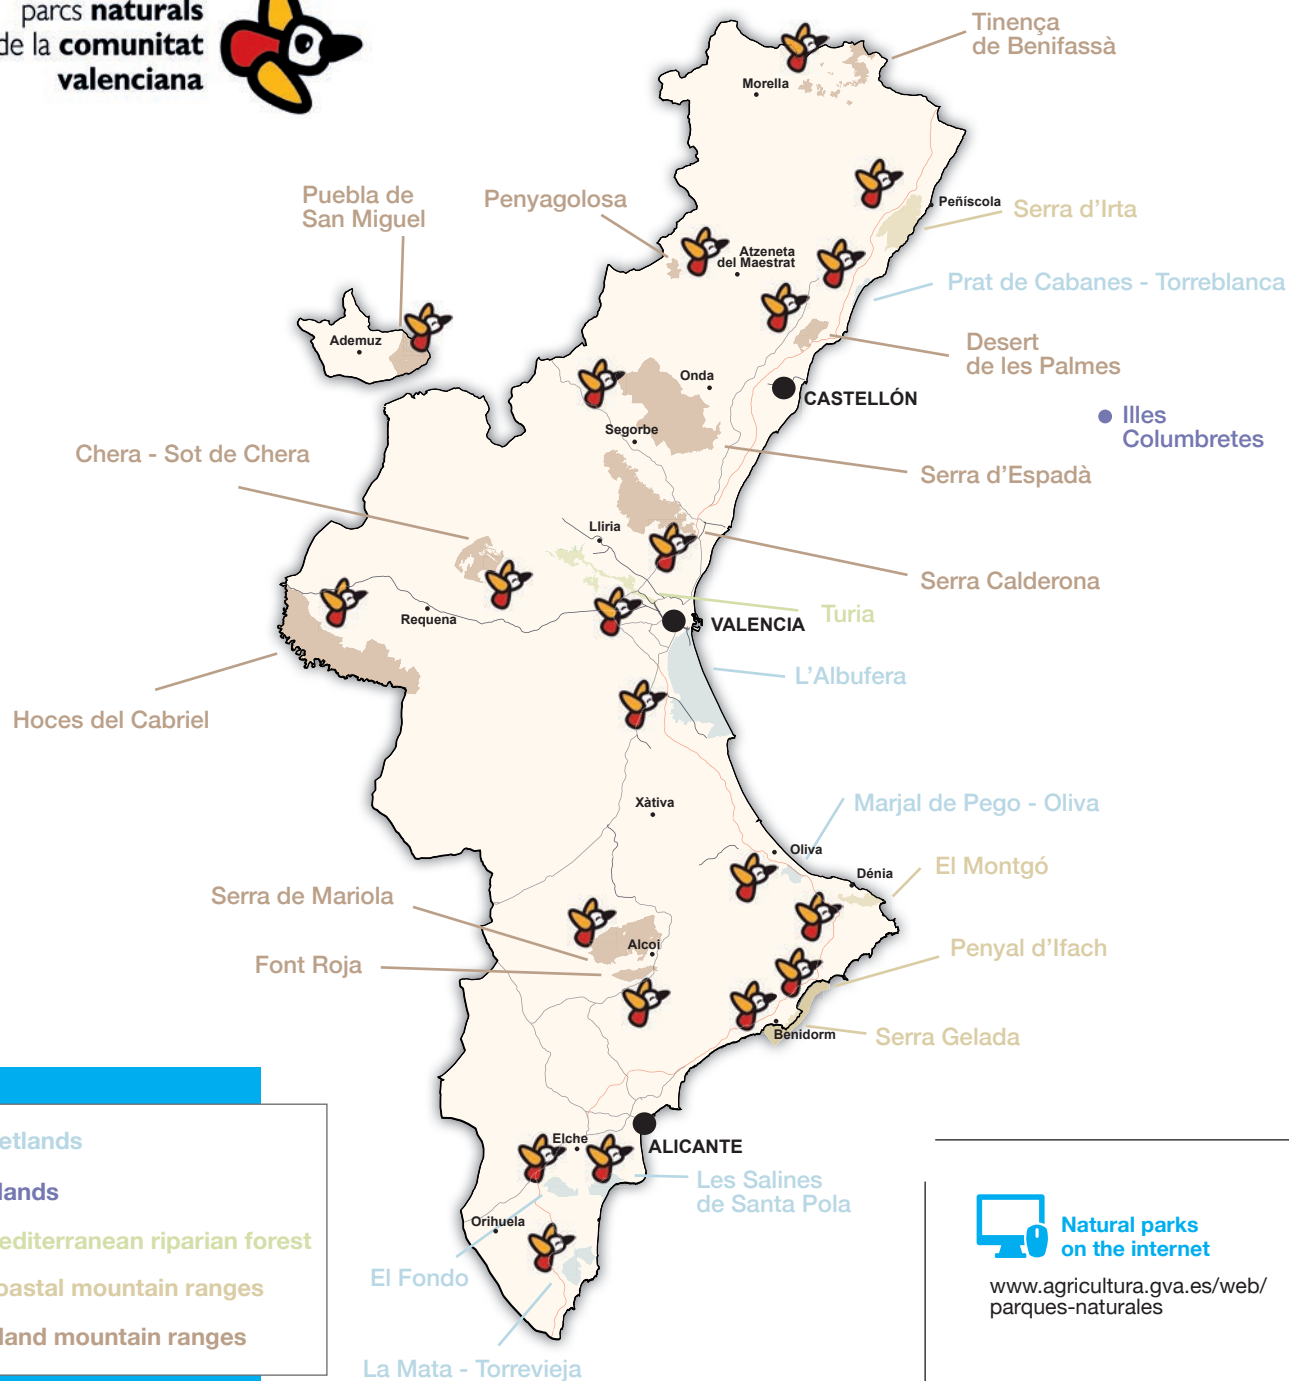 parcs naturals
de la comunitat
valenciana
Tinença
de Benifassà
Morella
Puebla de
San Miguel
Penyagolosa
Peñíscola
Serra d'Irta
Atzeneta
del Maestrat
Prat de Cabanes - Torreblanca
Ademuz
Desert
de les Palmes
Onda
CASTELLÓN
Illes
Columbretes
Segorbe
Chera - Sot de Chera
Serra d'Espadà
Lliria
Serra Calderona
Requena
Turia
VALENCIA
L'Albufera
Hoces del Cabriel
Xàtiva
Marjal de Pego - Oliva
Oliva
Dénia
El Montgó
Serra de Mariola
Alcoi
Penyal d'Ifach
Font Roja
Benidorm
Serra Gelada
Elche
ALICANTE
Les Salines
de Santa Pola
Orihuela
El Fondo
La Mata - Torrevieja
etlands
lands
editerranean riparian forest
oastal mountain ranges
land mountain ranges
Natural parks
on the internet
www.agricultura.gva.es/web/
parques-naturales